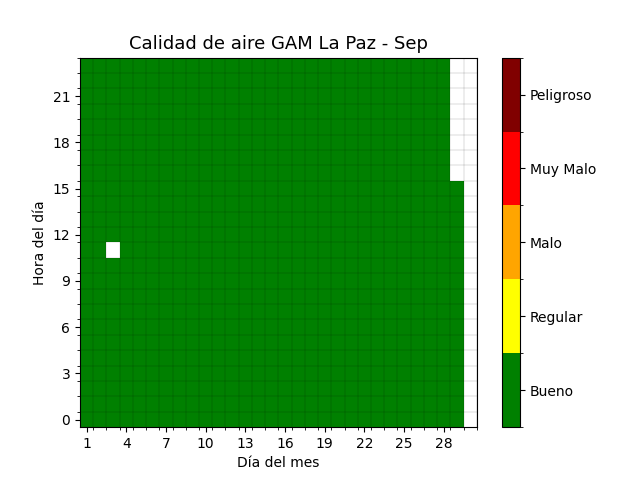 Calidad de aire GAM La Paz - Sep
Hora del día
21
18
15
12
9
6
3
0
1 4 7 10 13 16 19 22 25 28
Día del mes
Peligroso
Muy Malo
Malo
Regular
Bueno